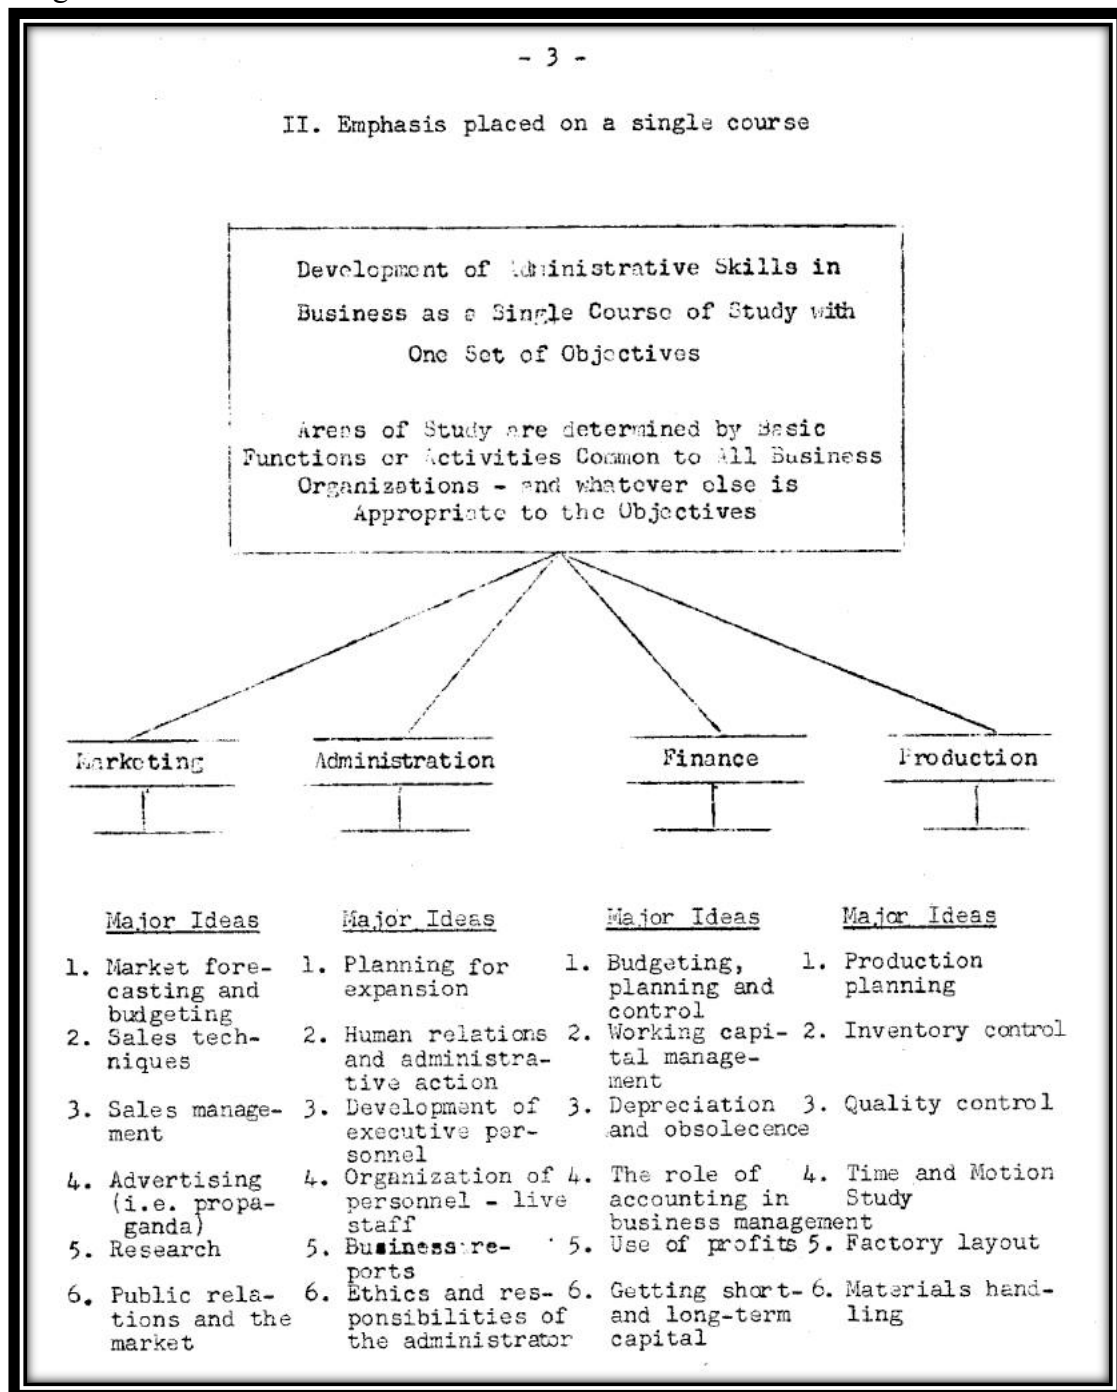 - 3 -
II. Emphasis placed on a single course
Development of Administrative Skills in
Business as a Single Course of Study with
One Set of Objectives
Areas of Study are determined by Basic
Functions or Activities Common to All Business
Organizations - and whatever else is
Appropriate to the Objectives
Marketing
Administration
Finance
Production
Major Ideas
1. Market fore-
casting and
budgeting
2. Sales tech-
niques
3. Sales manage-
ment
4. Advertising
(i.e. propa-
ganda)
5. Research
6. Public rela-
tions and the
market
Major Ideas
1. Planning for
expansion
2. Human relations
and administra-
tive action
3. Development of
executive per-
sonnel
4. Organization of
personnel - live
staff
5. Business re-
ports
6. Ethics and res-
ponsibilities of
the administrator
Major Ideas
1. Budgeting,
planning and
control
2. Working capi-
tal manage-
ment
3. Depreciation
and obsolecence
4. The role of
accounting in
business management
5. Use of profits
6. Getting short-
and long-term
capital
Major Ideas
1. Production
planning
2. Inventory control
3. Quality control
4. Time and Motion
Study
5. Factory layout
6. Materials hand-
ling